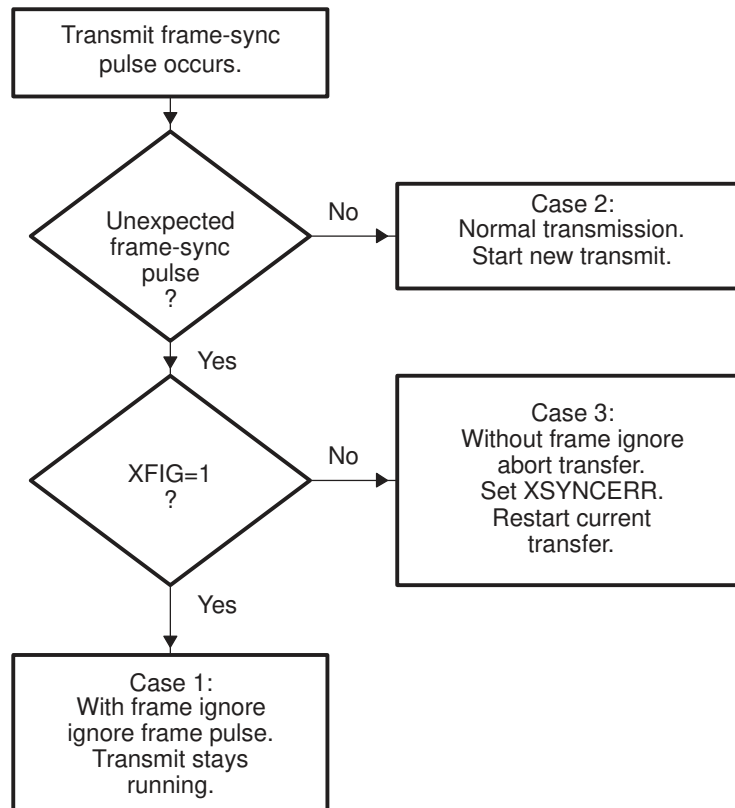 Transmit frame-sync
pulse occurs.
Unexpected
frame-sync
pulse
?
No
Case 2:
Normal transmission.
Start new transmit.
Yes
XFIG=1
?
No
Case 3:
Without frame ignore
abort transfer.
Set XSYNCERR.
Restart current
transfer.
Yes
Case 1:
With frame ignore
ignore frame pulse.
Transmit stays
running.